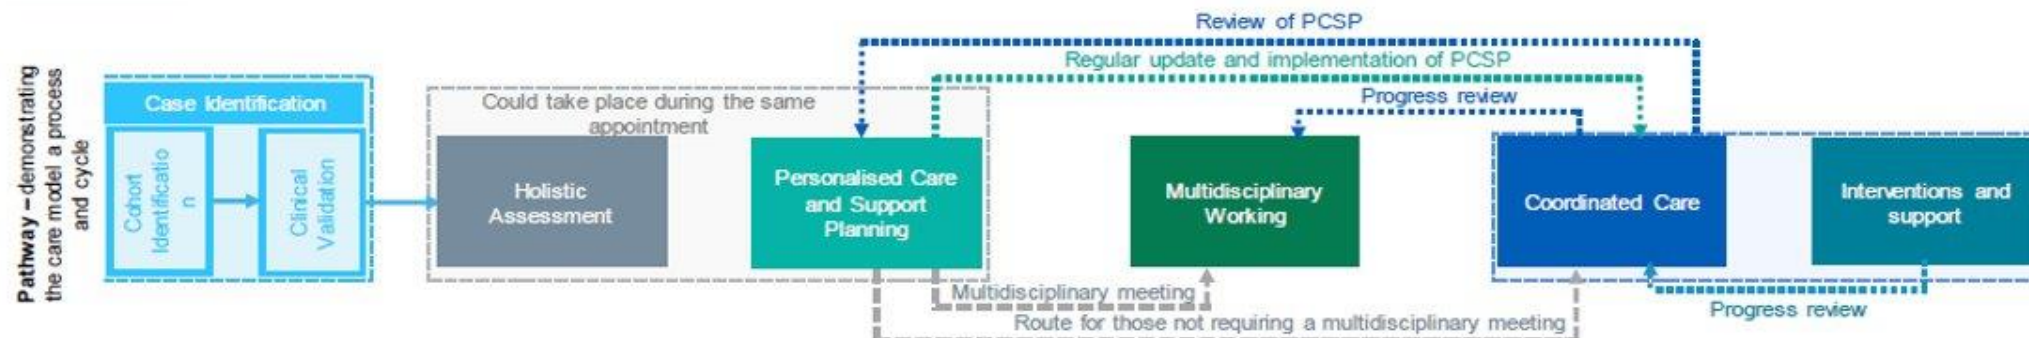 Pathway – demonstrating
the care model a process
and cycle
Case Identification
Cohort
Identificatio
n
Clinical
Validation
Could take place during the same
appointment
Holistic
Assessment
Personalised Care
and Support
Planning
Review of PCSP
Regular update and implementation of PCSP
Progress review
Multidisciplinary
Working
Coordinated Care
Interventions and
support
Multidisciplinary meeting
Route for those not requiring a multidisciplinary meeting
Progress review